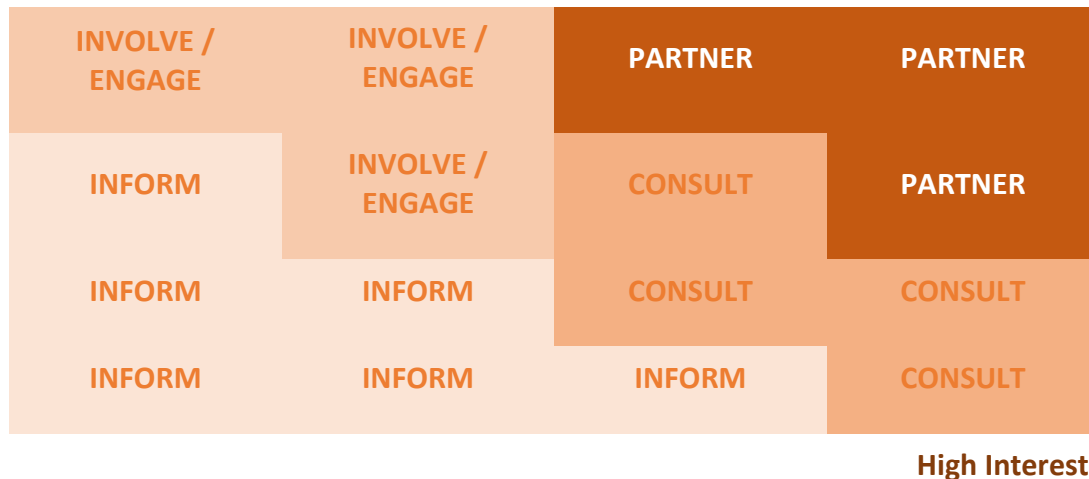 INVOLVE / INVOLVE / PARTNER PARTNER
ENGAGE ENGAGE
INFORM INVOLVE / CONSULT PARTNER
ENGAGE
INFORM INFORM CONSULT CONSULT
INFORM INFORM INFORM CONSULT
High Interest